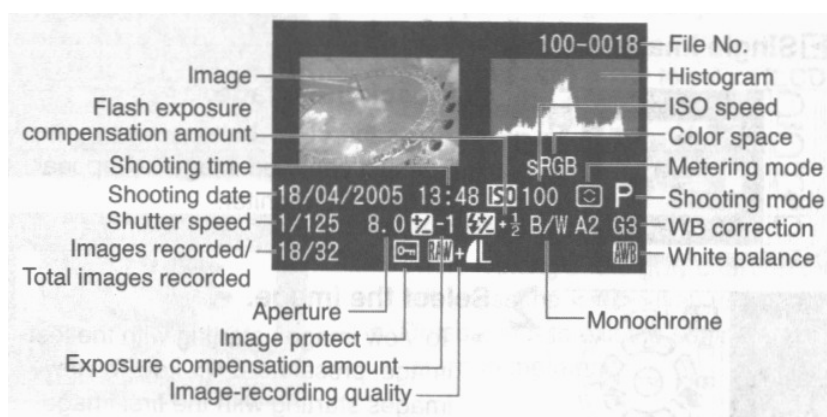 100-0018
File No.
Image
Histogram
Flash exposure
compensation amount
ISO speed
Color space
Shooting time
sRGB
Metering mode
Shooting date
18/04/2005 13:48 ISO 100 P
Shooting mode
Shutter speed
1/125 8.0 -1 +½ B/W A2 G3
WB correction
Images recorded/
Total images recorded
18/32 RAW+L AWB
White balance
Aperture
Monochrome
Image protect
Exposure compensation amount
Image-recording quality
Select the image.